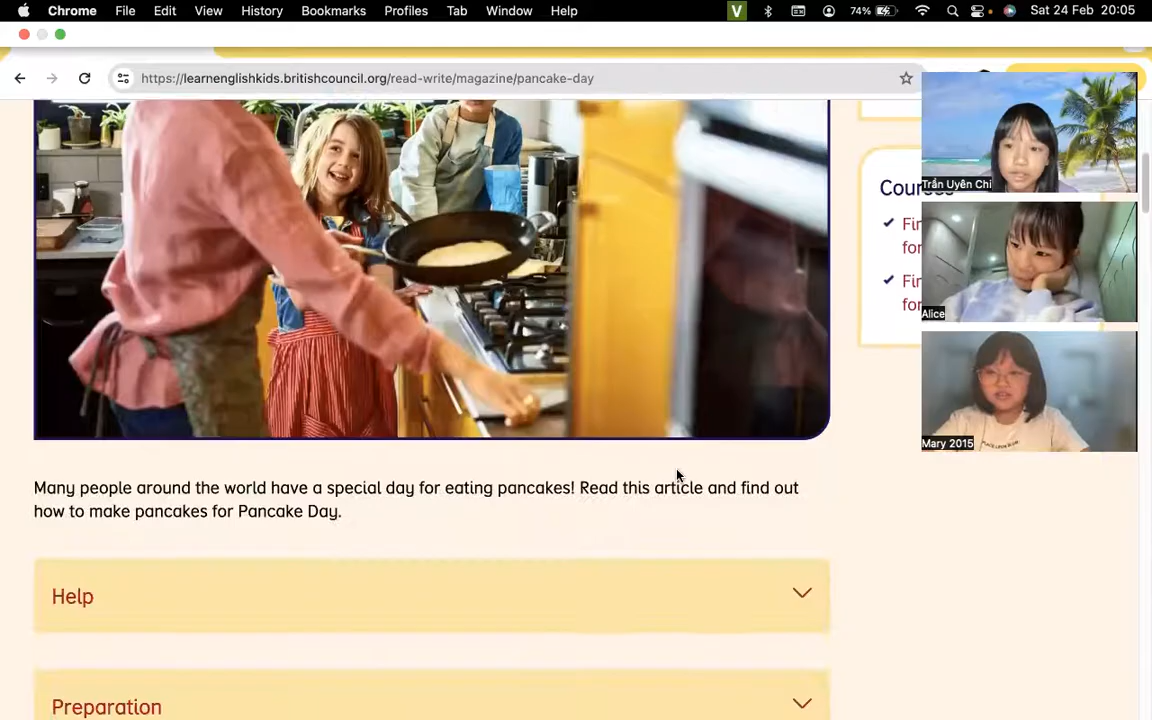 Chrome File Edit View History Bookmarks Profiles Tab Window Help V 74% Sat 24 Feb 20:05
https://learnenglishkids.britishcouncil.org/read-write/magazine/pancake-day
Trần Uyên Chi
Alice
Mary 2015
Many people around the world have a special day for eating pancakes! Read this article and find out
how to make pancakes for Pancake Day.
Help
Preparation